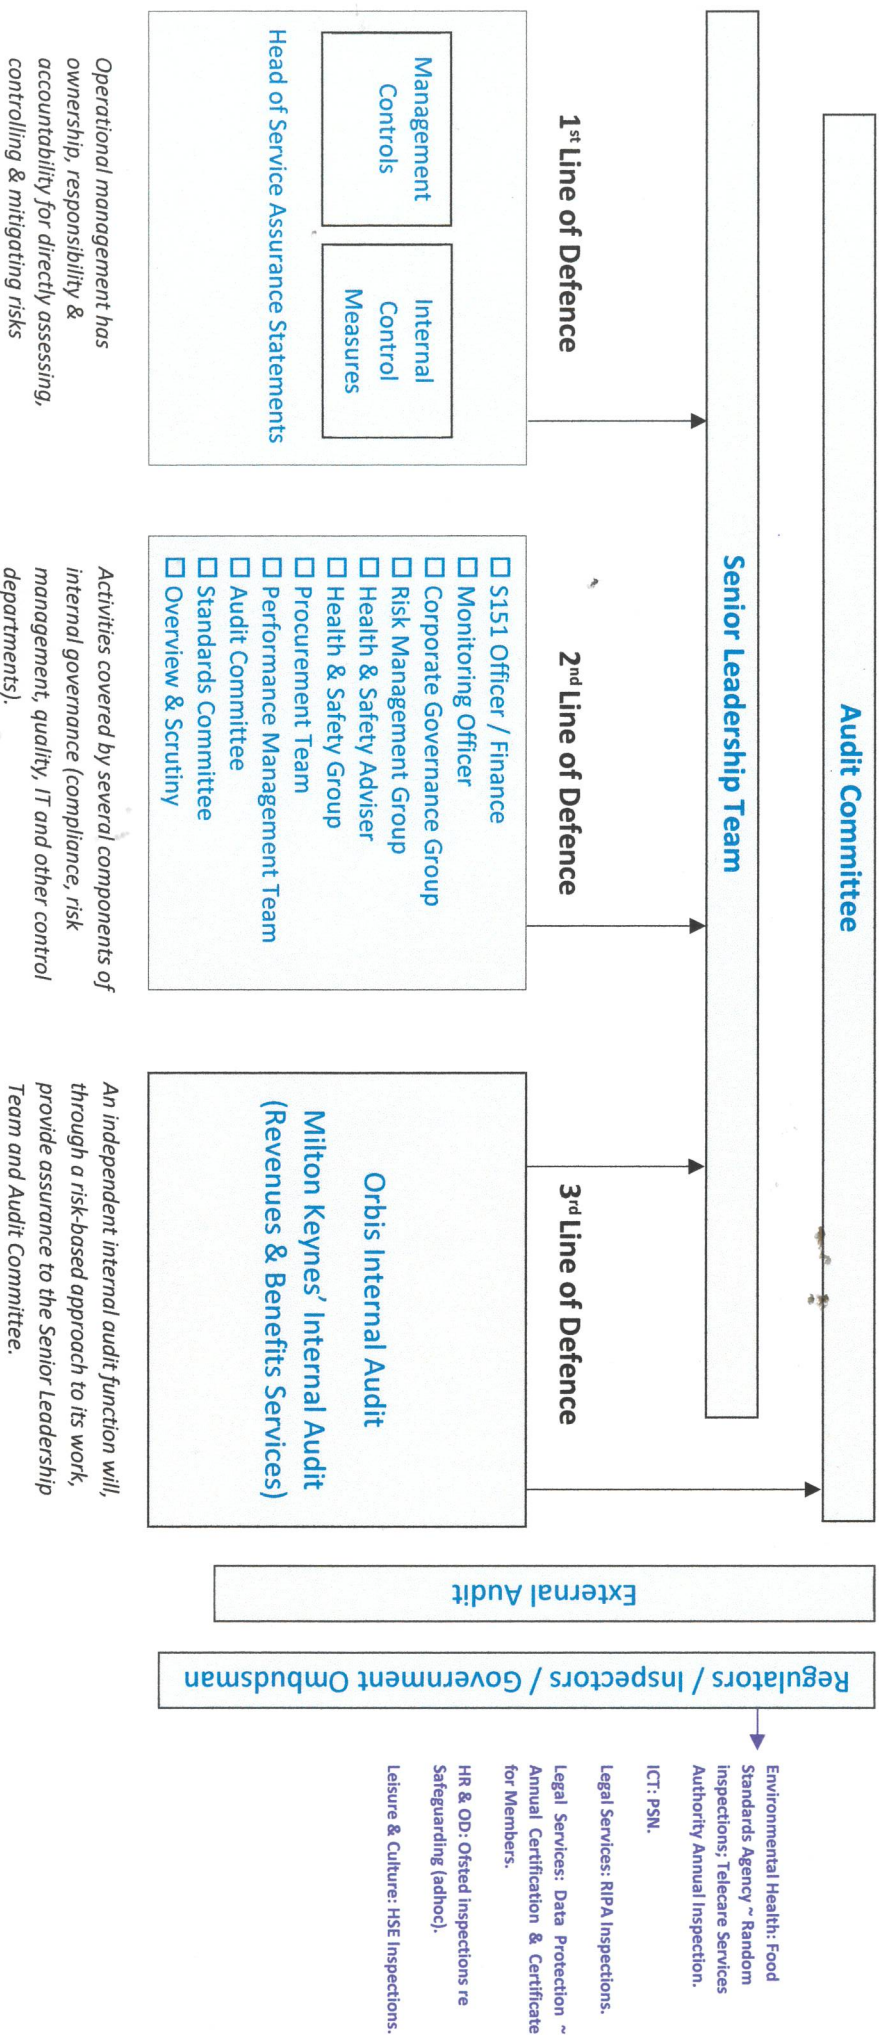 Audit Committee
Senior Leadership Team
1st Line of Defence
Management
Controls
Internal
Control
Measures
Head of Service Assurance Statements
Operational management has
ownership, responsibility &
accountability for directly assessing,
controlling & mitigating risks
2nd Line of Defence
☐ S151 Officer / Finance
☐ Monitoring Officer
☐ Corporate Governance Group
☐ Risk Management Group
☐ Health & Safety Adviser
☐ Health & Safety Group
☐ Procurement Team
☐ Performance Management Team
☐ Audit Committee
☐ Standards Committee
☐ Overview & Scrutiny
Activities covered by several components of
internal governance (compliance, risk
management, quality, IT and other control
departments).
3rd Line of Defence
Orbis Internal Audit
Milton Keynes' Internal Audit
(Revenues & Benefits Services)
An independent internal audit function will,
through a risk-based approach to its work,
provide assurance to the Senior Leadership
Team and Audit Committee.
External Audit
Regulators / Inspectors / Government Ombudsman
Environmental Health: Food
Standards Agency ~ Random
inspections; Telecare Services
Authority Annual Inspection.
ICT: PSN.
Legal Services: RIPA Inspections.
Legal Services: Data Protection ~
Annual Certification & Certificate
for Members.
HR & OD: Ofsted inspections re
Safeguarding (adhoc).
Leisure & Culture: HSE Inspections.